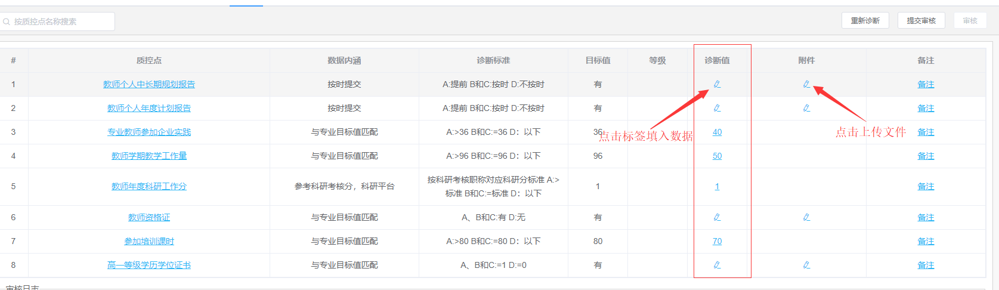 按质控点名称搜索
重新诊断 提交审核 审核
# 质控点 数据内涵 诊断标准 目标值 等级 诊断值 附件 备注
1 教师个人中长期规划报告 按时提交 A:提前 B和C:按时 D:不按时 有 备注
2 教师个人年度计划报告 按时提交 A:提前 B和C:按时 D:不按时 有 备注
3 专业教师参加企业实践 与专业目标值匹配 A:>36 B和C:=36 D：以下 36 40 备注
点击标签填入数据
点击上传文件
4 教师学期教学工作量 与专业目标值匹配 A:>96 B和C:=96 D：以下 96 50 备注
5 教师年度科研工作分 参考科研考核分，科研平台 按科研考核职称对应科研分标准 A:> 1 1 备注
标准 B和C:=标准 D：以下
6 教师资格证 与专业目标值匹配 A、B和C:有 D:无 有 备注
7 参加培训课时 与专业目标值匹配 A:>80 B和C:=80 D：以下 80 70 备注
8 高一等级学历学位证书 与专业目标值匹配 A、B和C:=1 D:=0 有 备注
审核日志